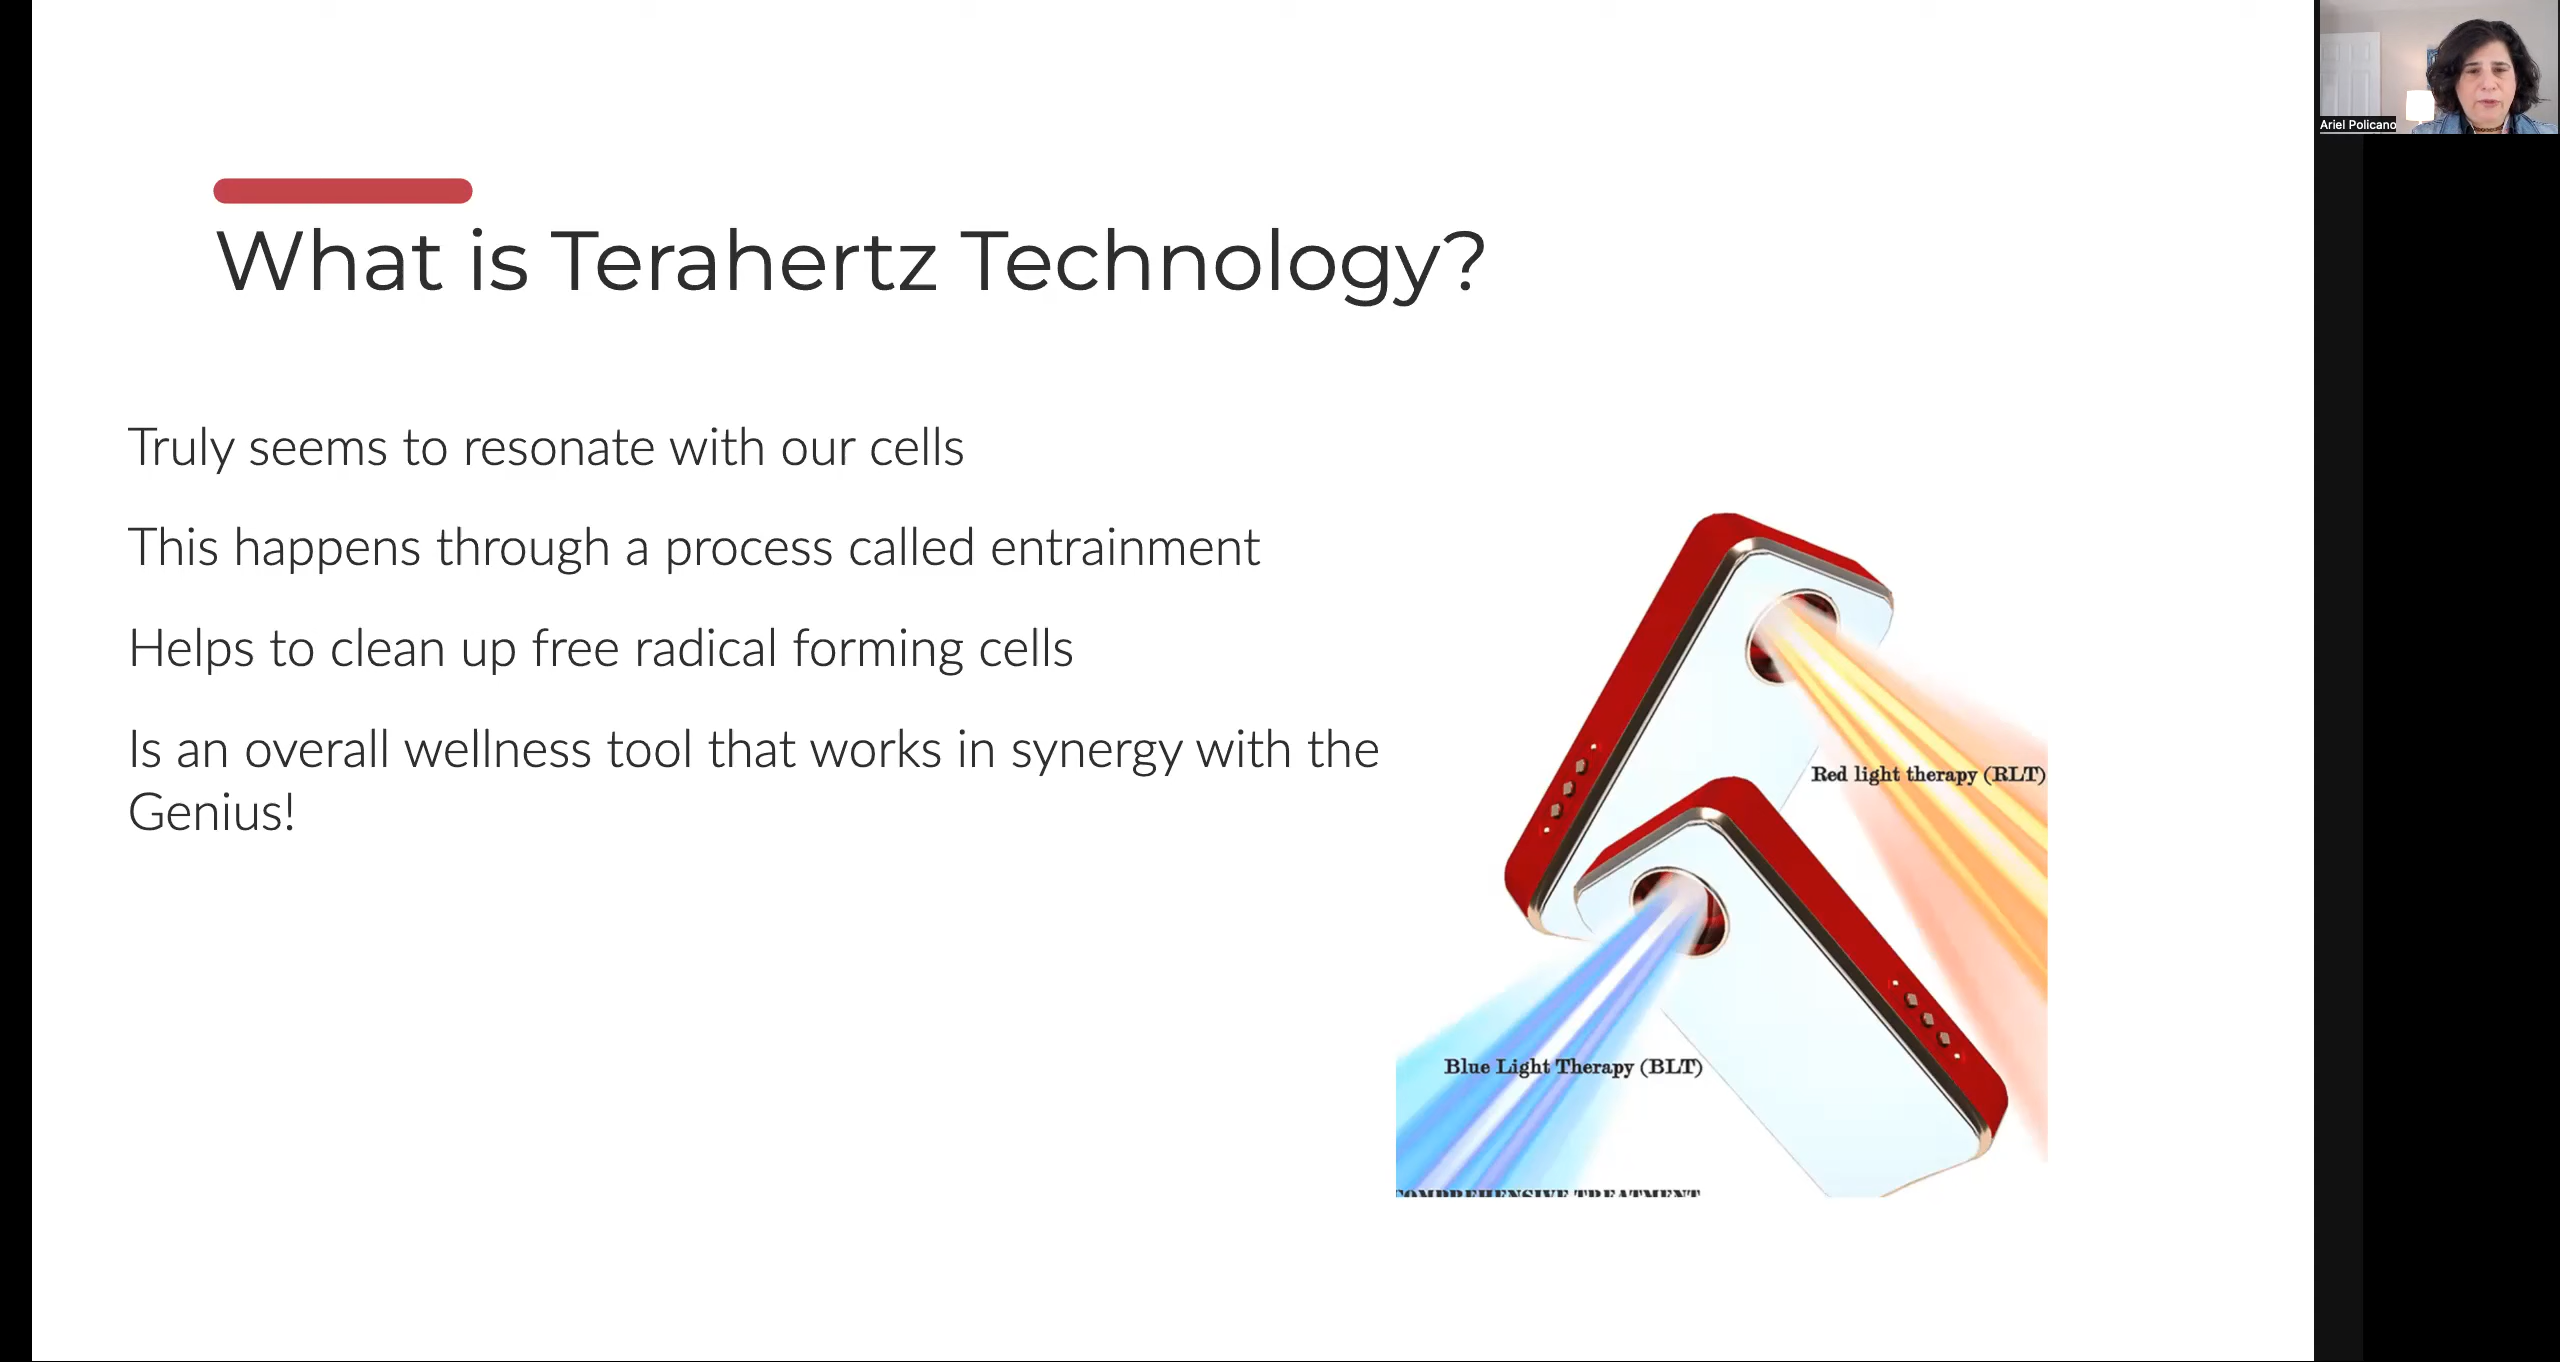 Ariel Policano
What is Terahertz Technology?
Truly seems to resonate with our cells
This happens through a process called entrainment
Helps to clean up free radical forming cells
Is an overall wellness tool that works in synergy with the
Genius!
Red light therapy (RLT)
Blue Light Therapy (BLT)
COMPREHENSIVE TREATMENT